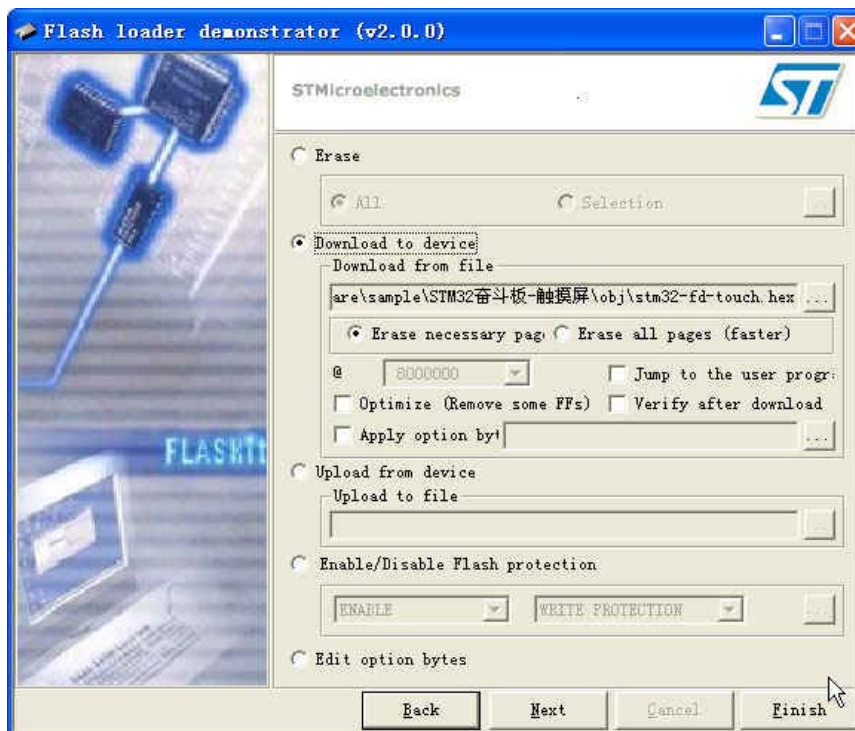 Flash loader demonstrator (v2.0.0)
STMicroelectronics
ST
Erase
All
Selection
...
Download to device
Download from file
are\sample\STM32奋斗板-触摸屏\obj\stm32-fd-touch.hex
...
Erase necessary pag
Erase all pages (faster)
@
8000000
Jump to the user progr
Optimize (Remove some FFs)
Verify after download
Apply option byt
...
FLASHit
Upload from device
Upload to file
...
Enable/Disable Flash protection
ENABLE
WRITE PROTECTION
...
Edit option bytes
Back
Next
Cancel
Finish